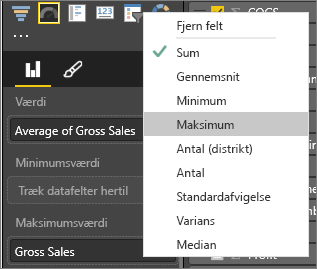 COGS
Fjern felt
Sum
Gennemsnit
Minimum
Maksimum
Antal (distrikt)
Antal
Standardafvigelse
Varians
Median
...
Værdi
Average of Gross Sales
Minimumsværdi
Træk datafelter hertil
Maksimumsværdi
Gross Sales
Profit